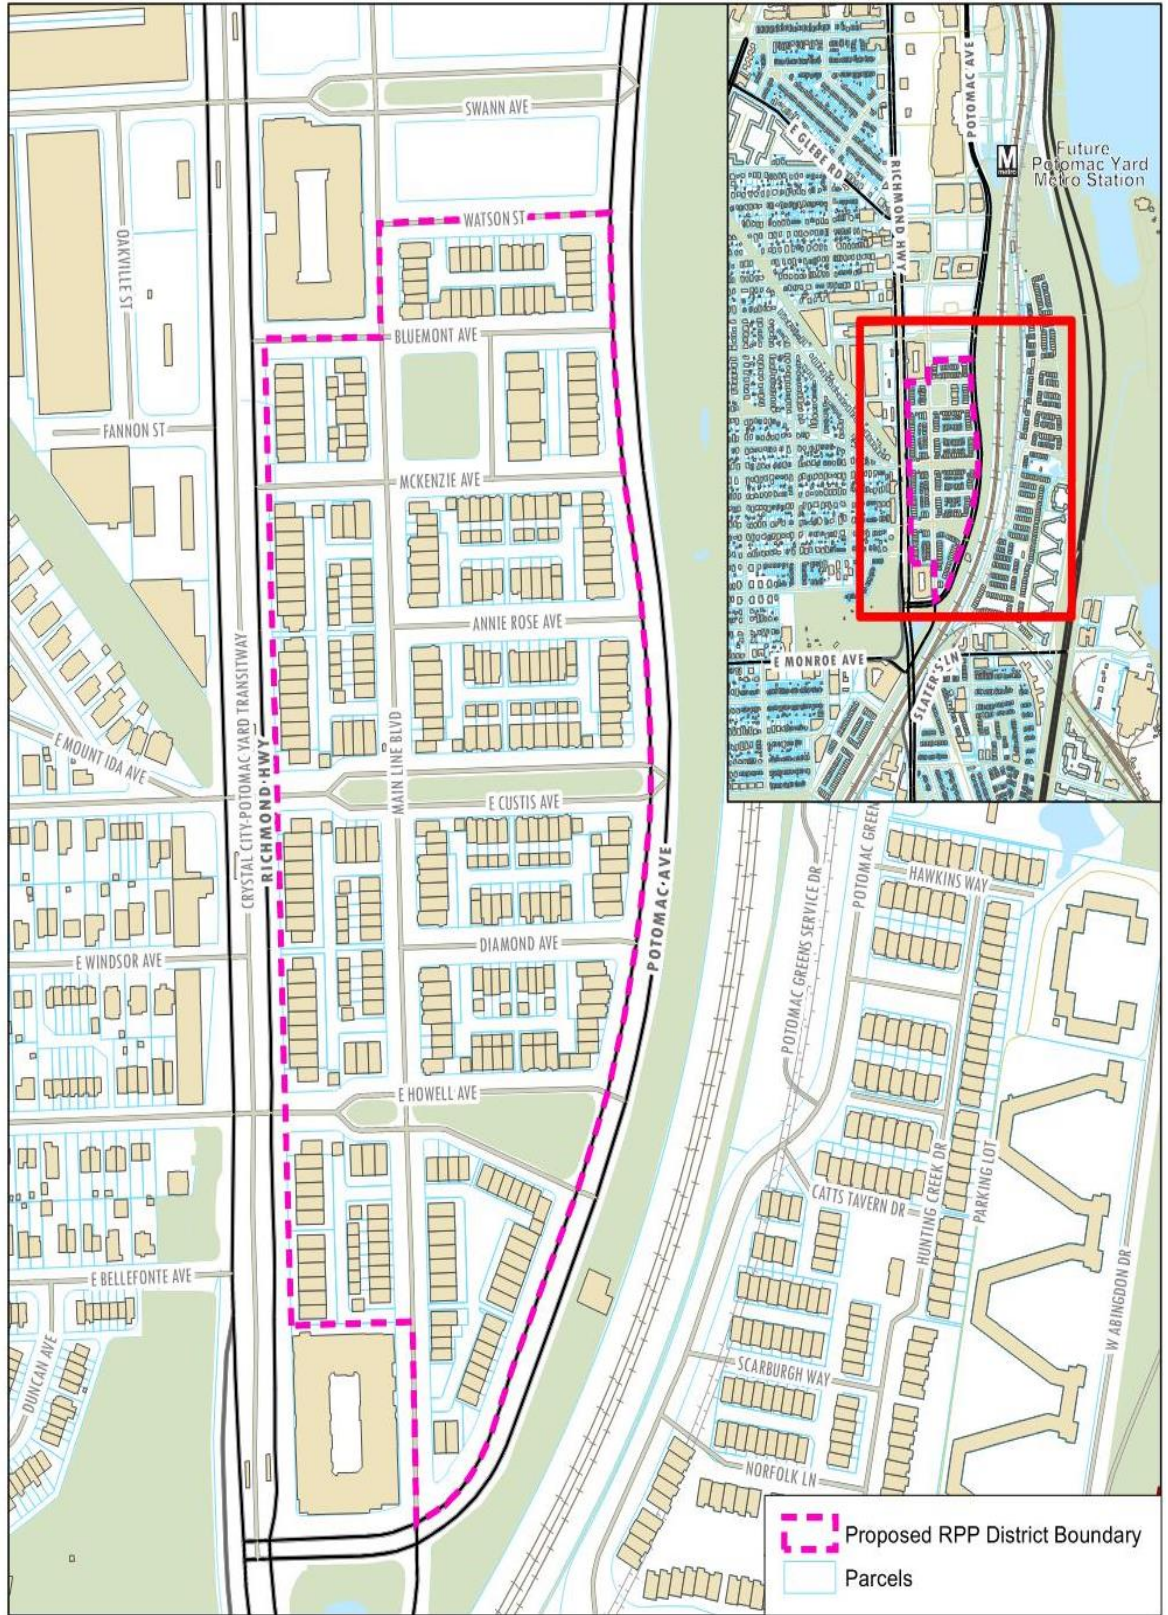 SWANN AVE
WATSON ST
OAKVILLE ST
BLUEMONT AVE
FANNON ST
MCKENZIE AVE
ANNIE ROSE AVE
CRYSTAL CITY-POTOMAC YARD TRANSITWAY
RICHMOND HWY
MAIN LINE BLVD
E MOUNT IDA AVE
E CUSTIS AVE
POTOMAC AVE
DIAMOND AVE
E WINDSOR AVE
E HOWELL AVE
E BELLEFONTE AVE
DUNCAN AVE
POTOMAC AVE
E GLEBE RD
RICHMOND HWY
M
metro
Future
Potomac Yard
Metro Station
E MONROE AVE
SLATERS LN
POTOMAC GREENS SERVICE DR
POTOMAC GREEN
HAWKINS WAY
CATTS TAVERN DR
HUNTING CREEK DR
PARKING LOT
W ABINGDON DR
SCARBURGH WAY
NORFOLK LN
Proposed RPP District Boundary
Parcels